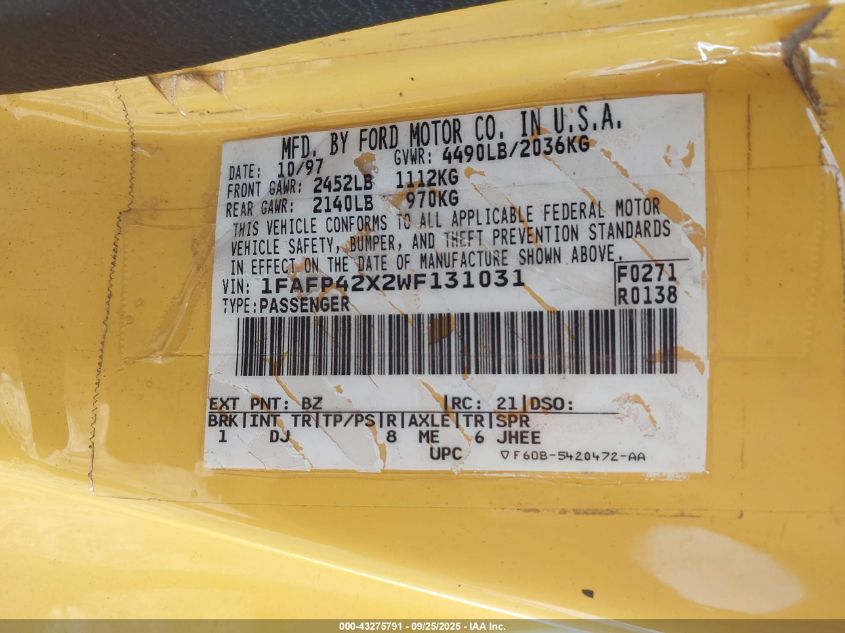 MFD. BY FORD MOTOR CO. IN U.S.A.
DATE: 10/97 GVWR: 4490LB/2036KG
FRONT GAWR: 2452LB 1112KG
REAR GAWR: 2140LB 970KG
THIS VEHICLE CONFORMS TO ALL APPLICABLE FEDERAL MOTOR
VEHICLE SAFETY, BUMPER, AND THEFT PREVENTION STANDARDS
IN EFFECT ON THE DATE OF MANUFACTURE SHOWN ABOVE.
VIN: 1FAFP42X2WF131031 F0271
TYPE: PASSENGER R0138
EXT PNT: BZ |RC: 21|DSO:
BRK|INT TR|TP/PS|R|AXLE|TR|SPR
1 DJ 8 ME 6 JHEE
UPC ▽F60B-5420472-AA
000-43275791 - 09/25/2025 - IAA Inc.